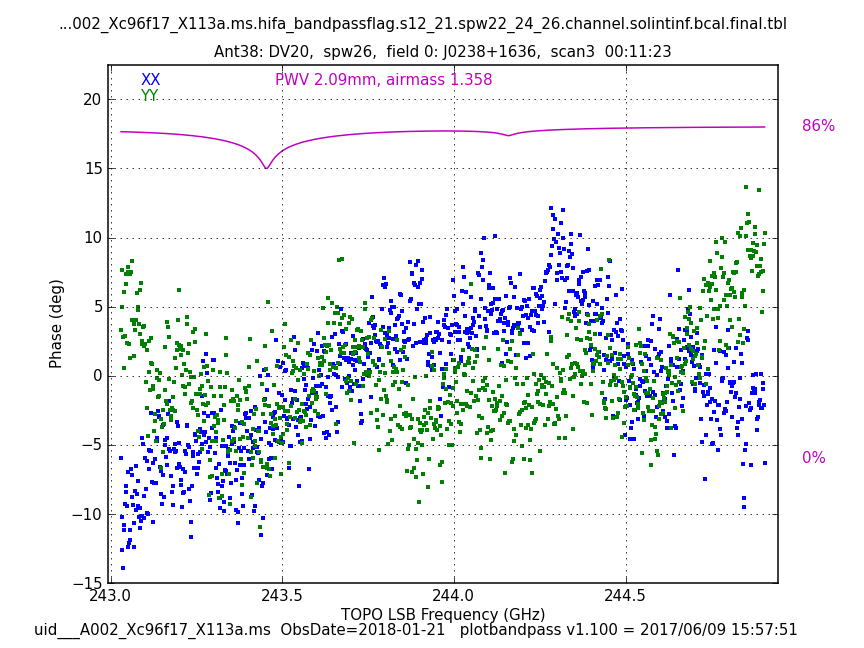 ...002_Xc96f17_X113a.ms.hifa_bandpassflag.s12_21.spw22_24_26.channel.solintinf.bcal.final.tbl
Ant38: DV20,  spw26,  field 0: J0238+1636,  scan3  00:11:23
XX
YY
PWV 2.09mm, airmass 1.358
86%
0%
Phase (deg)
20
15
10
5
0
−5
−10
−15
243.0
243.5
244.0
244.5
TOPO LSB Frequency (GHz)
uid___A002_Xc96f17_X113a.ms  ObsDate=2018-01-21   plotbandpass v1.100 = 2017/06/09 15:57:51